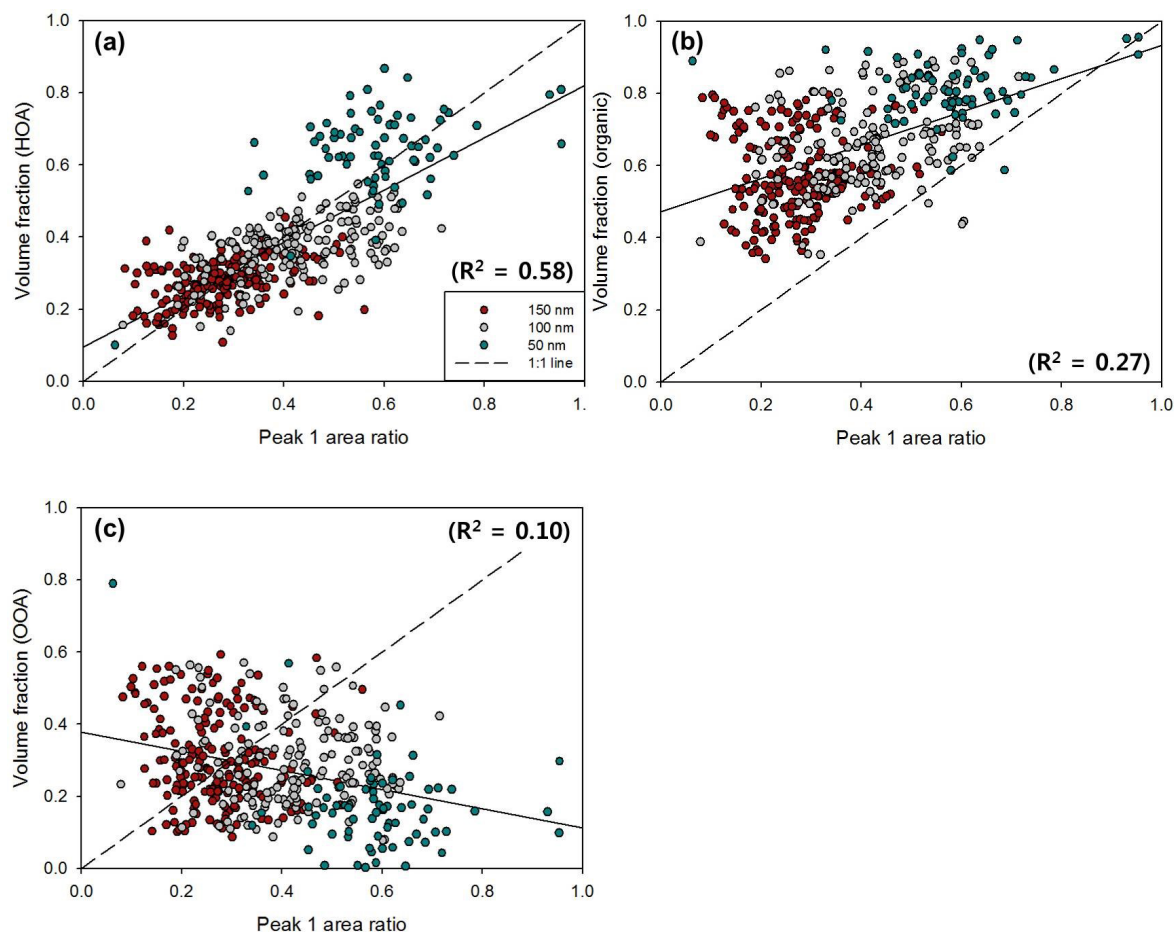 (a)
Volume fraction (HOA)
1.0
0.8
0.6
0.4
0.2
0.0
(R² = 0.58)
150 nm
100 nm
50 nm
1:1 line
0.0 0.2 0.4 0.6 0.8 1.
Peak 1 area ratio
(b)
Volume fraction (organic)
1.0
0.8
0.6
0.4
0.2
0.0
(R² = 0.27)
0.0 0.2 0.4 0.6 0.8 1.0
Peak 1 area ratio
(c)
(R² = 0.10)
Volume fraction (OOA)
1.0
0.8
0.6
0.4
0.2
0.0
0.0 0.2 0.4 0.6 0.8 1.0
Peak 1 area ratio